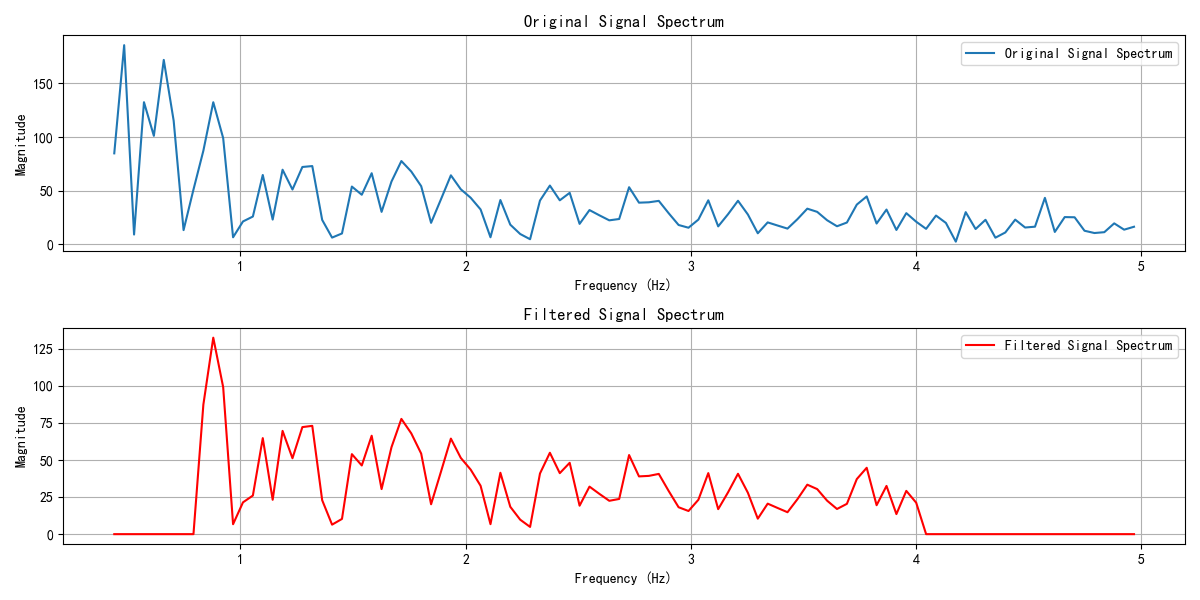 Original Signal Spectrum
Original Signal Spectrum
150
100
50
0
Magnitude
1 2 3 4 5
Frequency (Hz)
Filtered Signal Spectrum
Filtered Signal Spectrum
125
100
75
50
25
0
Magnitude
1 2 3 4 5
Frequency (Hz)